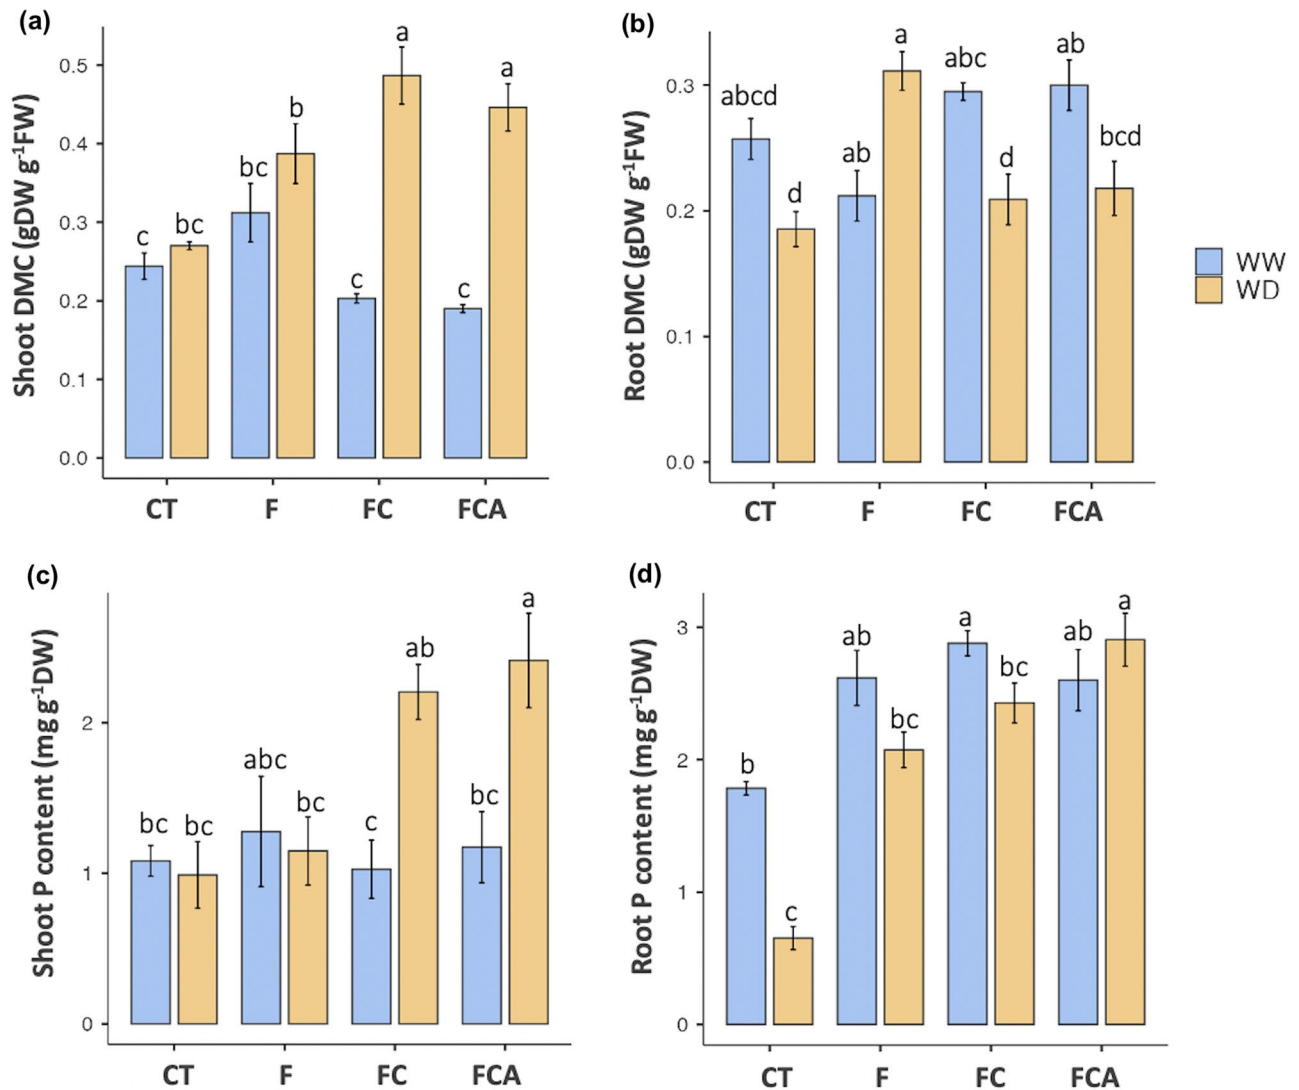 (a)
Shoot DMC (gDW g-1FW)
0.5
0.4
0.3
0.2
0.1
0.0
c
bc
bc
b
c
a
c
a
CT F FC FCA
(b)
Root DMC (gDW g-1FW)
0.3
0.2
0.1
0.0
abcd
d
ab
a
abc
d
ab
bcd
CT F FC FCA
WW
WD
(c)
Shoot P content (mg g-1DW)
2
1
0
bc
bc
abc
bc
c
ab
bc
a
CT F FC FCA
(d)
Root P content (mg g-1DW)
3
2
1
0
b
c
ab
bc
a
bc
ab
a
CT F FC FCA